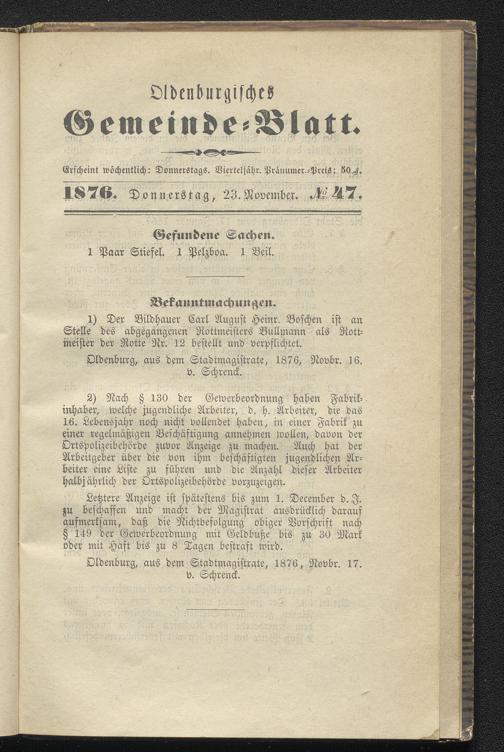 Oldenburgisches
Gemeinde-Blatt.
Erscheint wöchentlich: Donnerstags. Vierteljähr. Pränumer.-Preis: 50 ₰.
1876. Donnerstag, 23. November. № 47.
Gefundene Sachen.
1 Paar Stiefel. 1 Pelzboa. 1 Beil.
Bekanntmachungen.
1) Der Bildhauer Carl August Heinr. Boschen ist an
Stelle des abgegangenen Rottmeisters Bullmann als Rott-
meister der Rotte Nr. 12 bestellt und verpflichtet.
Oldenburg, aus dem Stadtmagistrate, 1876, Novbr. 16.
v. Schrenck.
2) Nach § 130 der Gewerbeordnung haben Fabrik-
inhaber, welche jugendliche Arbeiter, d. h. Arbeiter, die das
16. Lebensjahr noch nicht vollendet haben, in einer Fabrik zu
einer regelmäßigen Beschäftigung annehmen wollen, davon der
Ortspolizeibehörde zuvor Anzeige zu machen. Auch hat der
Arbeitgeber über die von ihm beschäftigten jugendlichen Ar-
beiter eine Liste zu führen und die Anzahl dieser Arbeiter
halbjährlich der Ortspolizeibehörde vorzuzeigen.
Letztere Anzeige ist spätestens bis zum 1. December d. J.
zu beschaffen und macht der Magistrat ausdrücklich darauf
aufmerksam, daß die Nichtbefolgung obiger Vorschrift nach
§ 149 der Gewerbeordnung mit Geldbuße bis zu 30 Mark
oder mit Haft bis zu 8 Tagen bestraft wird.
Oldenburg, aus dem Stadtmagistrate, 1876, Novbr. 17.
v. Schrenck.